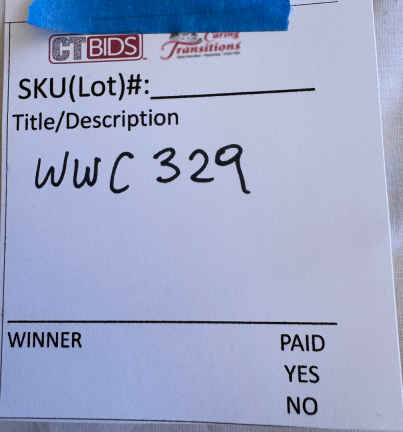 CTBIDS
Caring
Transitions
SKU(Lot)#:
Title/Description
WWC 329
WINNER PAID
YES
NO